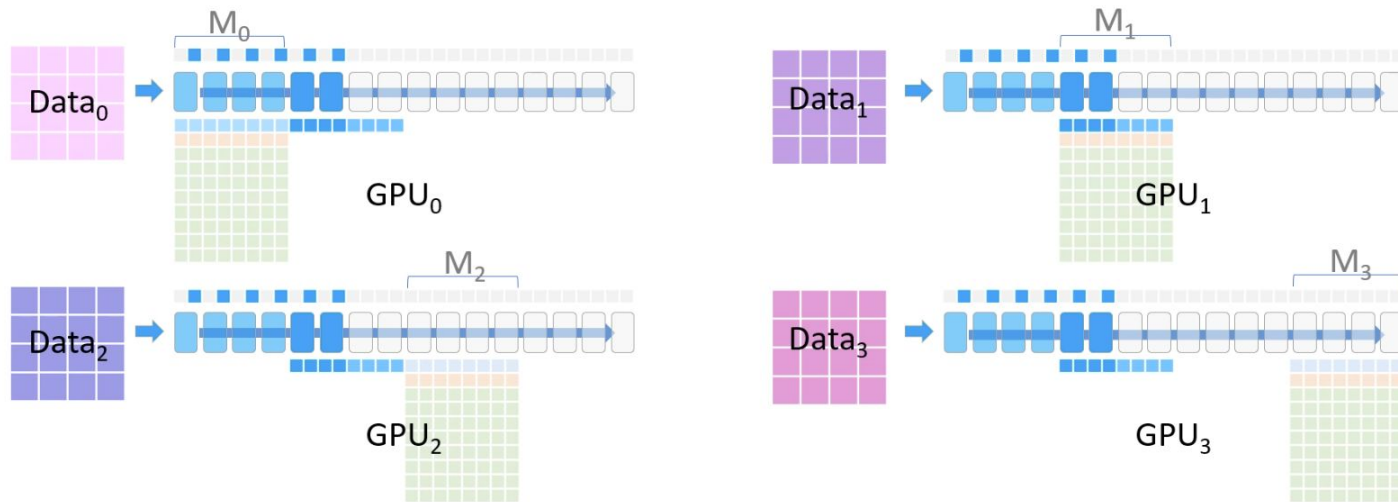 M₀
M₁
Data₀
Data₁
GPU₀
GPU₁
M₂
M₃
Data₂
Data₃
GPU₂
GPU₃